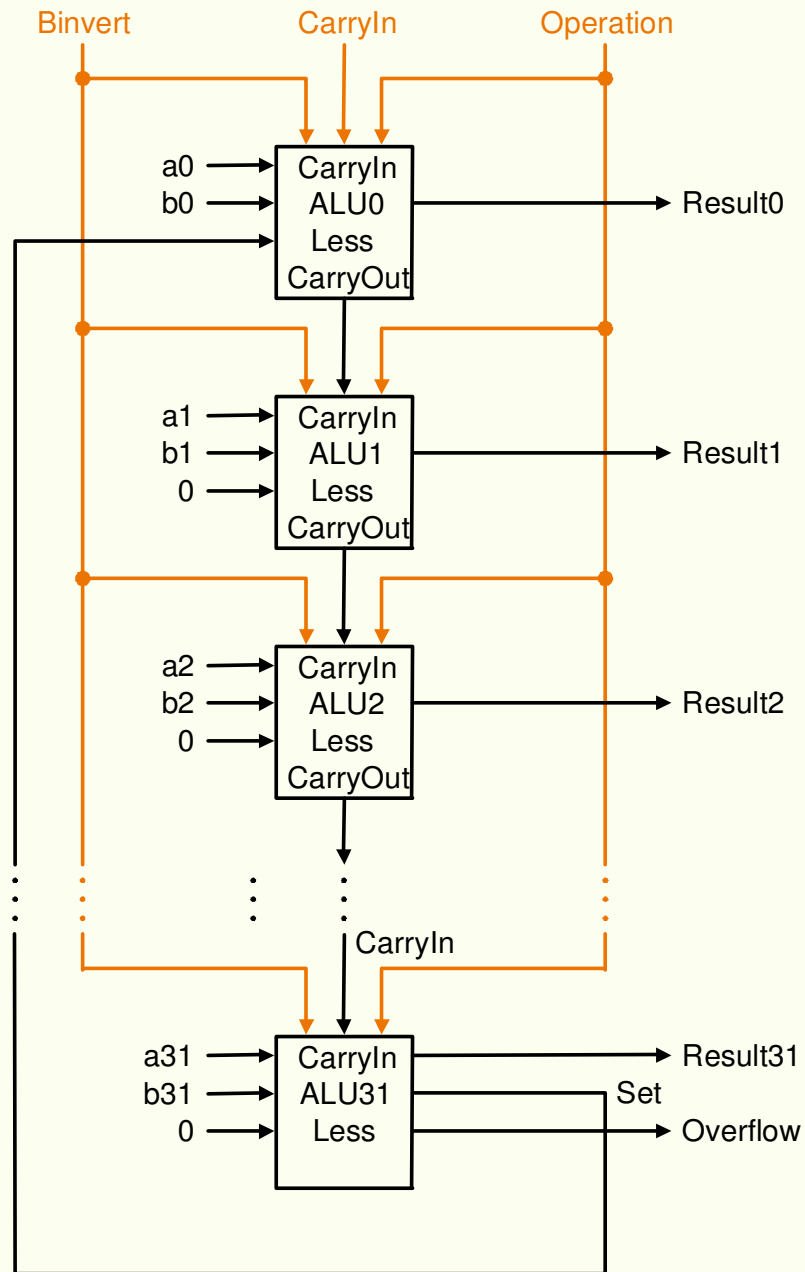 Binvert CarryIn Operation
a0 CarryIn
b0 ALU0 Result0
Less
CarryOut
a1 CarryIn
b1 ALU1 Result1
0 Less
CarryOut
a2 CarryIn
b2 ALU2 Result2
0 Less
CarryOut
CarryIn
a31 CarryIn Result31
b31 ALU31 Set
0 Less Overflow